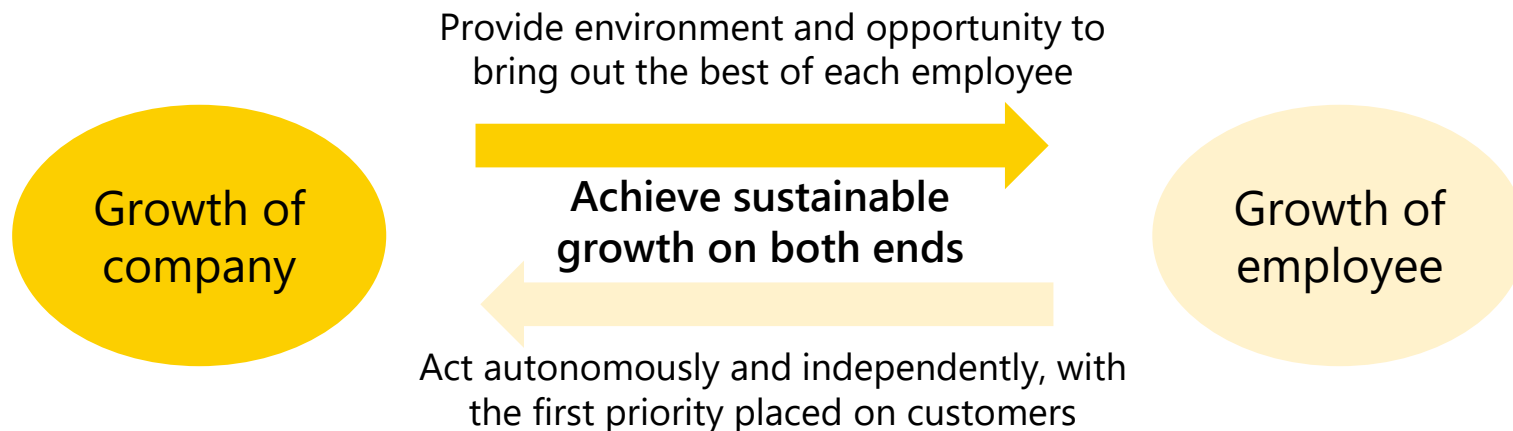 Provide environment and opportunity to
bring out the best of each employee
Growth of
company
Achieve sustainable
growth on both ends
Growth of
employee
Act autonomously and independently, with
the first priority placed on customers